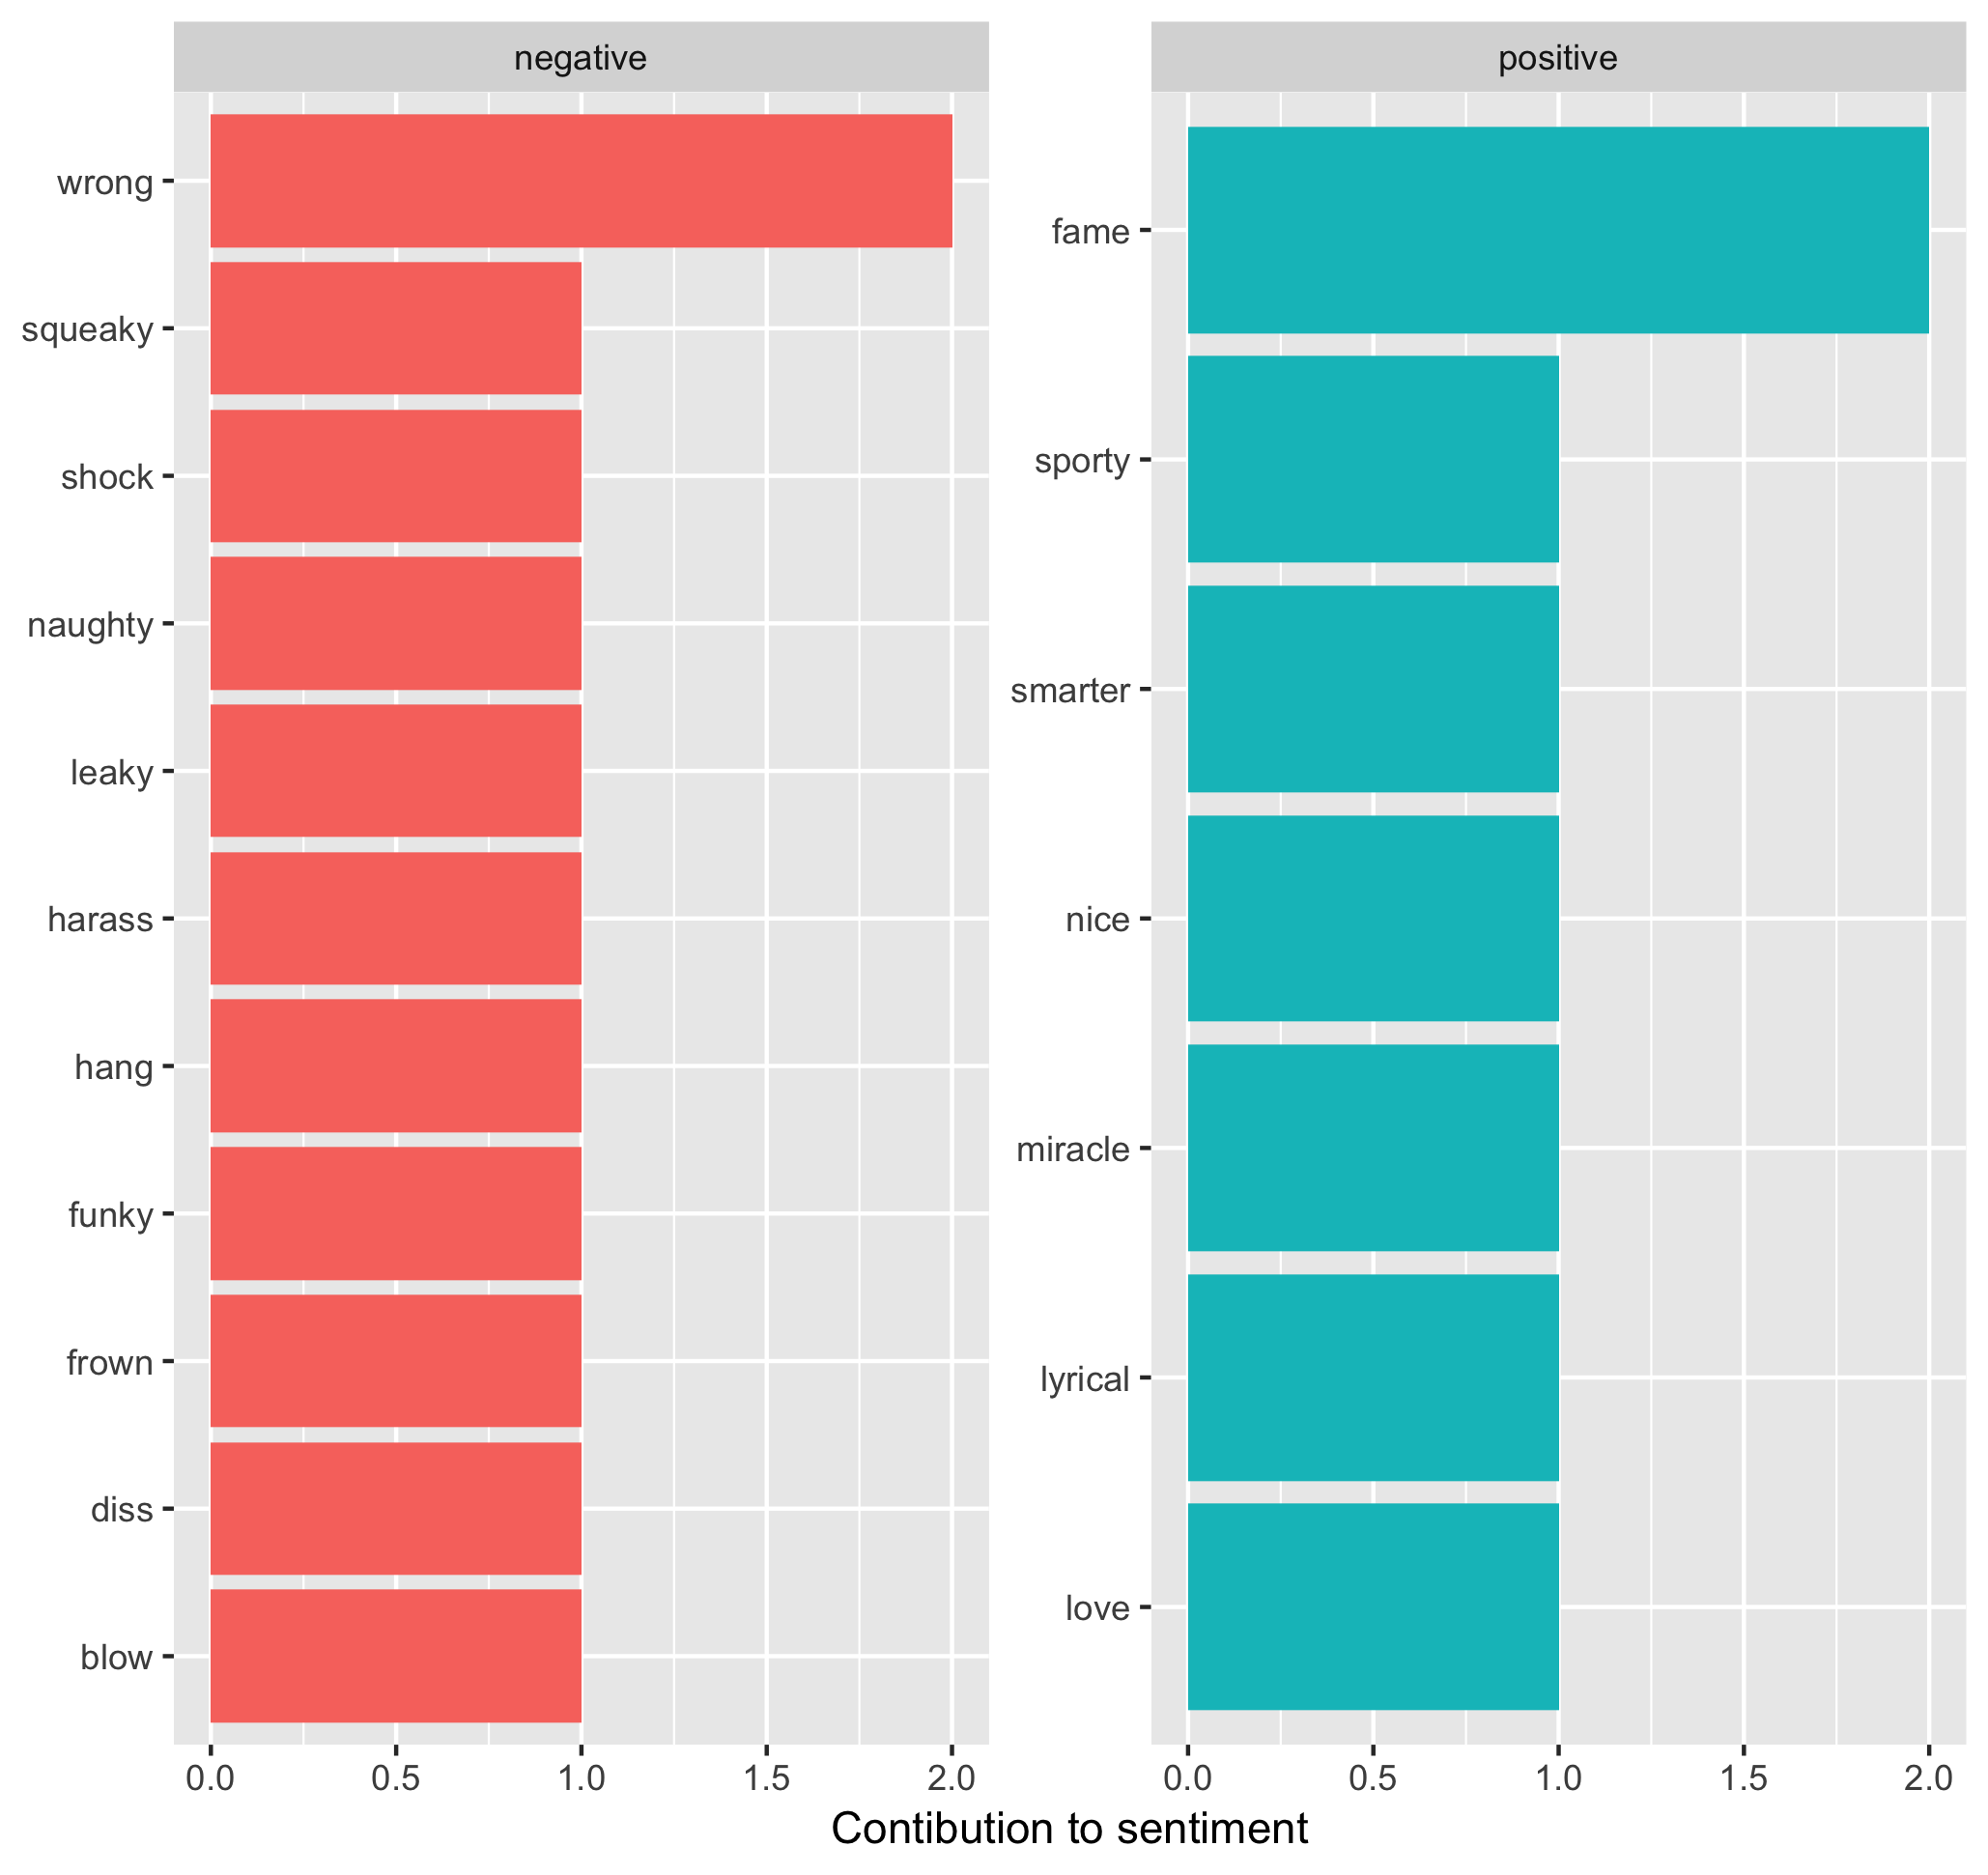 negative
wrong
squeaky
shock
naughty
leaky
harass
hang
funky
frown
diss
blow
0.0 0.5 1.0 1.5 2.0
positive
fame
sporty
smarter
nice
miracle
lyrical
love
0.0 0.5 1.0 1.5 2.0
Contibution to sentiment